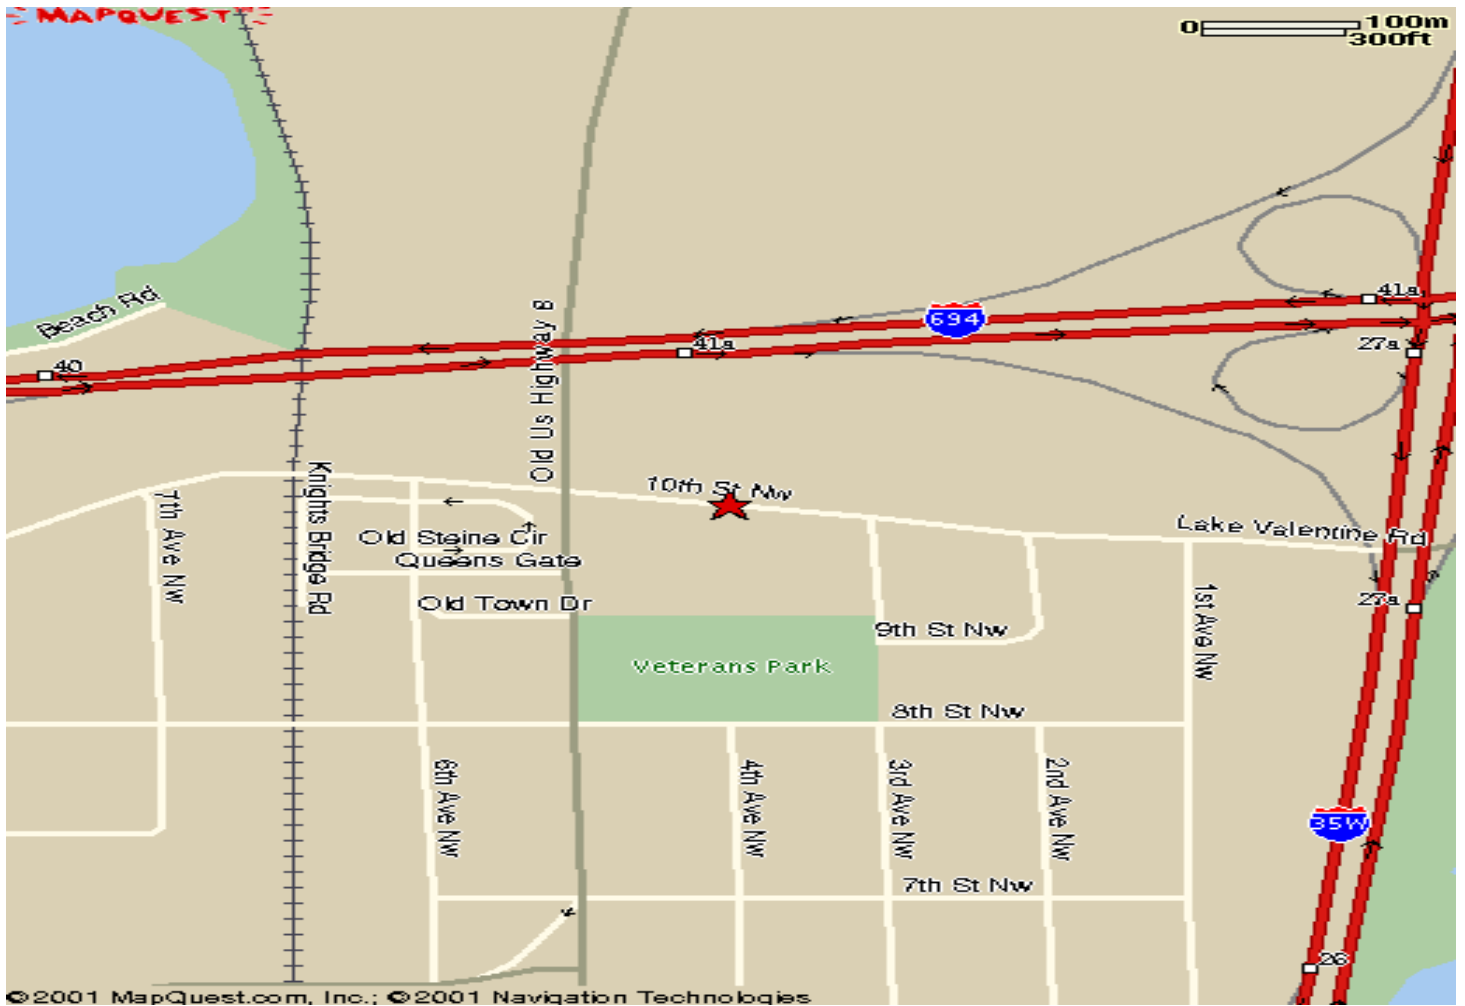 MAPQUEST
0 100m
300ft
Beach Rd
41a
694
41a
27a
40
Old Us Highway 8
10th St Nw
Knights Bridge Rd
7th Ave NW
Old Steine Cir
Queens Gate
Old Town Dr
Lake Valentine Rd
27a
1st Ave NW
9th St Nw
Veterans Park
8th St Nw
6th Ave NW
4th Ave NW
3rd Ave NW
2nd Ave NW
35W
7th St Nw
26
©2001 MapQuest.com, Inc.; ©2001 Navigation Technologies